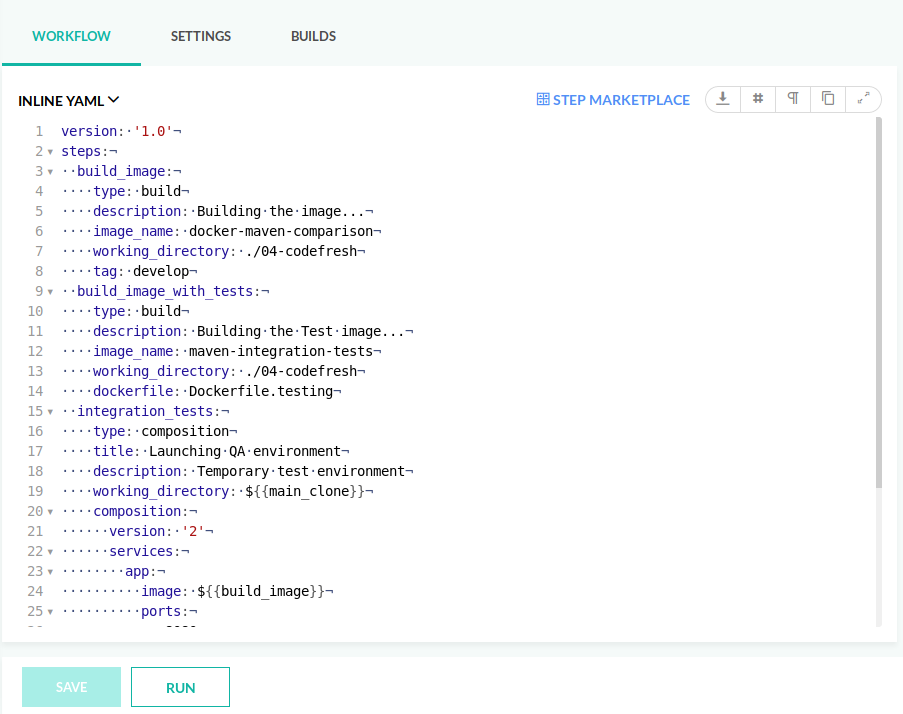 WORKFLOW SETTINGS BUILDS
INLINE YAML STEP MARKETPLACE
1 version: '1.0'
2 steps:
3   build_image:
4     type: build
5     description: Building the image...
6     image_name: docker-maven-comparison
7     working_directory: ./04-codefresh
8     tag: develop
9   build_image_with_tests:
10     type: build
11     description: Building the Test image...
12     image_name: maven-integration-tests
13     working_directory: ./04-codefresh
14     dockerfile: Dockerfile.testing
15   integration_tests:
16     type: composition
17     title: Launching QA environment
18     description: Temporary test environment
19     working_directory: ${{main_clone}}
20     composition:
21       version: '2'
22       services:
23         app:
24           image: ${{build_image}}
25           ports:
SAVE RUN